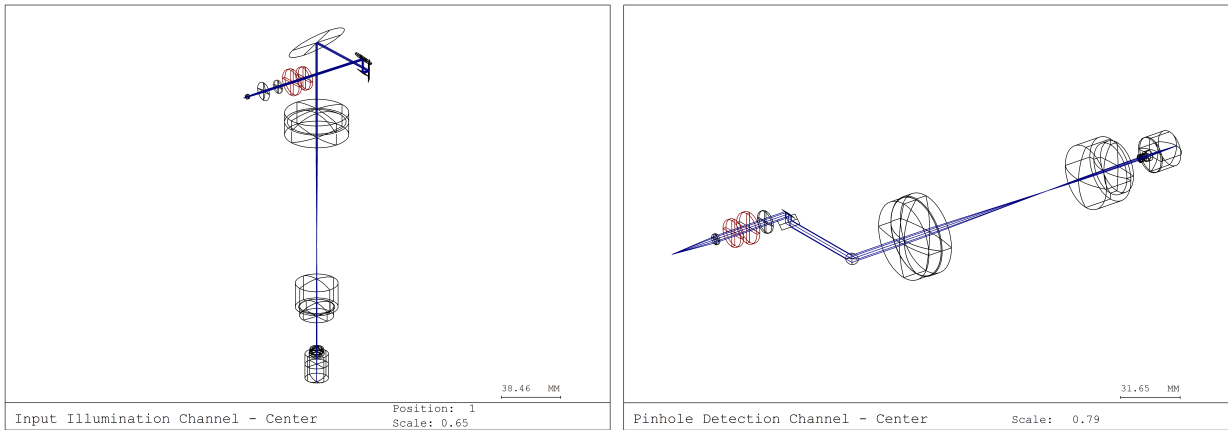 38.46 MM
Input Illumination Channel - Center
Position: 1
Scale: 0.65
31.65 MM
Pinhole Detection Channel - Center
Scale: 0.79